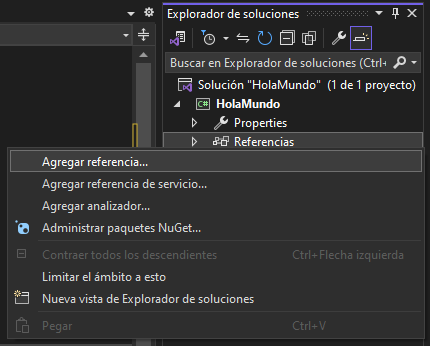 Explorador de soluciones
Buscar en Explorador de soluciones (Ctrl+
Solución "HolaMundo" (1 de 1 proyecto)
C# HolaMundo
Properties
Referencias
Agregar referencia...
Agregar referencia de servicio...
Agregar analizador...
Administrar paquetes NuGet...
Contraer todos los descendientes Ctrl+Flecha izquierda
Limitar el ámbito a esto
Nueva vista de Explorador de soluciones
Pegar Ctrl+V